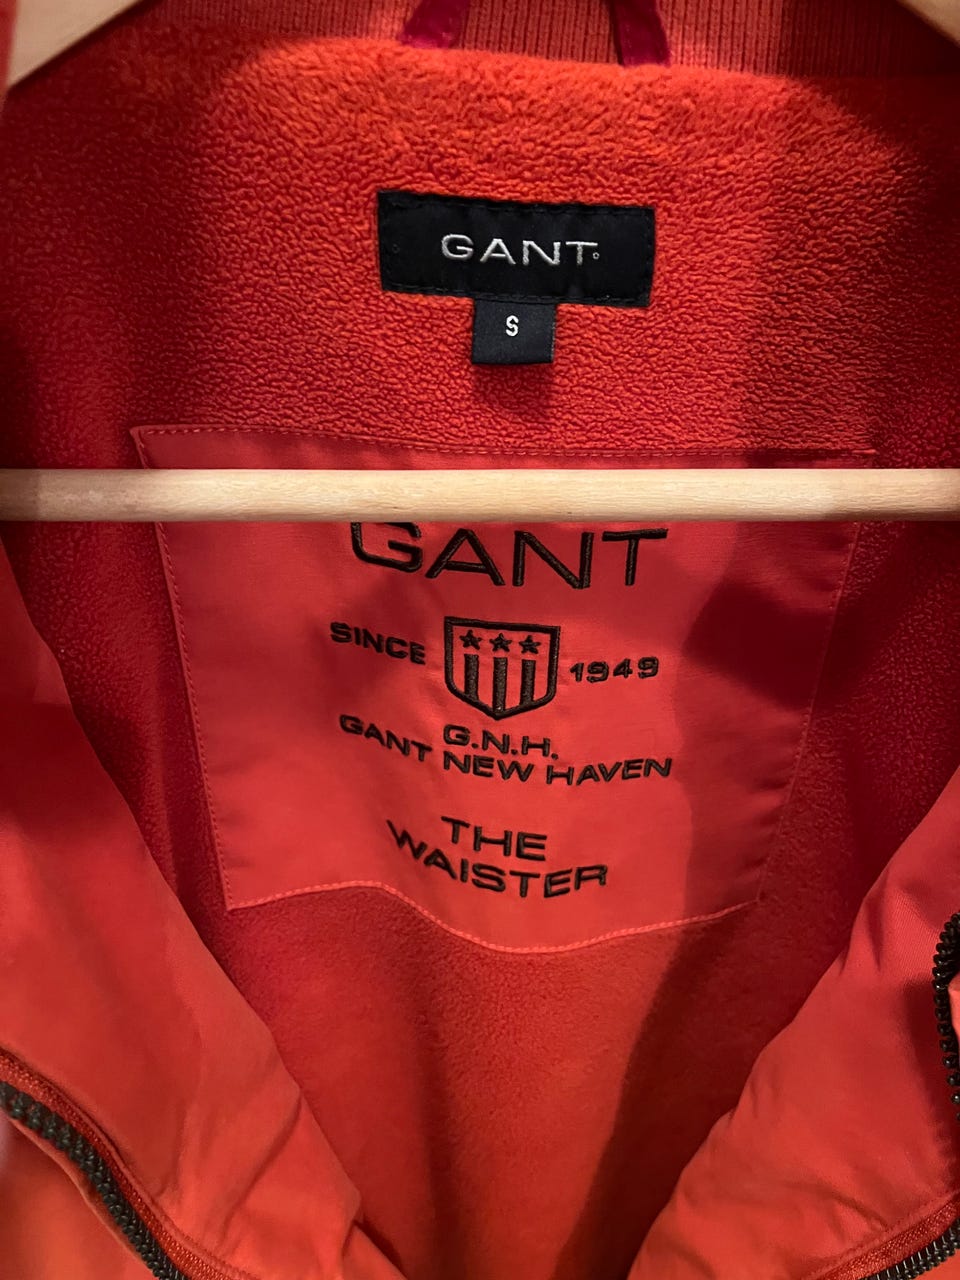 GANT
S
GANT
SINCE 1949
G.N.H.
GANT NEW HAVEN
THE
WAISTER